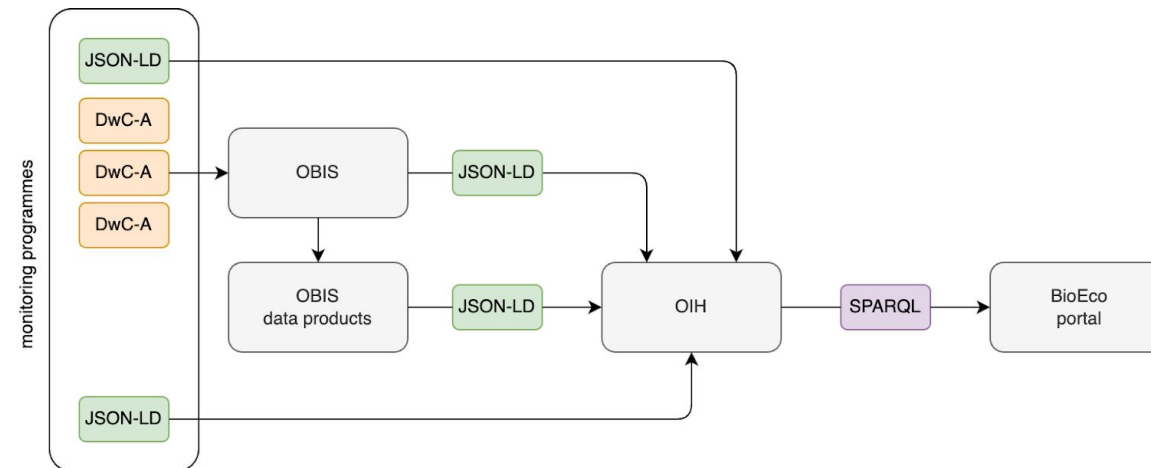 monitoring programmes
JSON-LD
DwC-A
DwC-A
DwC-A
JSON-LD
OBIS
JSON-LD
OBIS
data products
JSON-LD
OIH
SPARQL
BioEco
portal